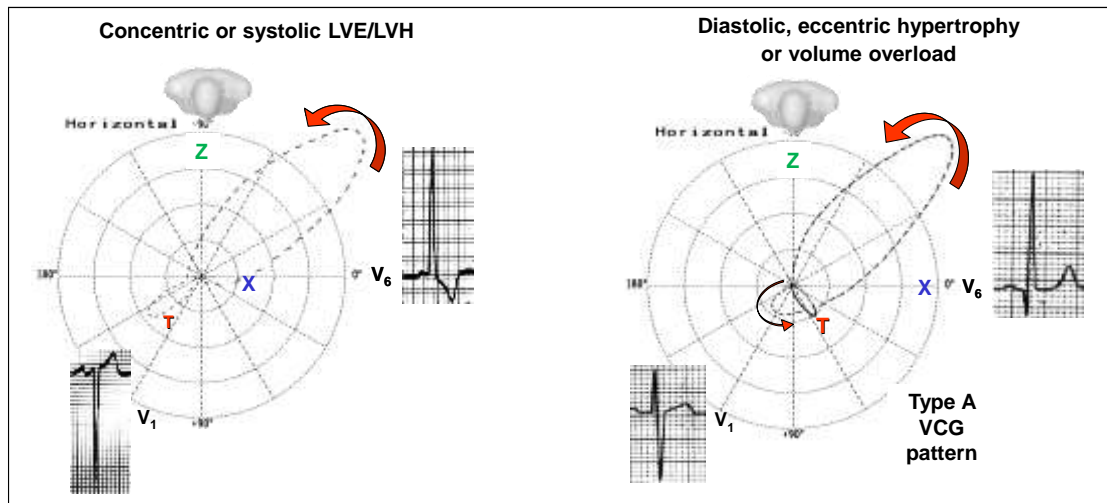 Concentric or systolic LVE/LVH
Horizontal
-90°
Z
180°
X
0°
V6
T
V1
+90°
Diastolic, eccentric hypertrophy
or volume overload
Horizontal
Z
180°
X
0°
V6
T
V1
+90°
Type A
VCG
pattern